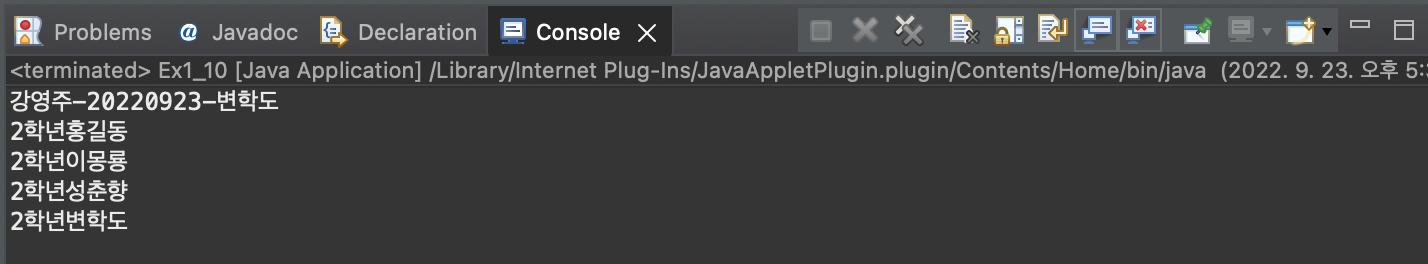 Problems Javadoc Declaration Console
<terminated> Ex1_10 [Java Application] /Library/Internet Plug-Ins/JavaAppletPlugin.plugin/Contents/Home/bin/java (2022. 9. 23. 오후 5:
강영주-20220923-변학도
2학년홍길동
2학년이몽룡
2학년성춘향
2학년변학도